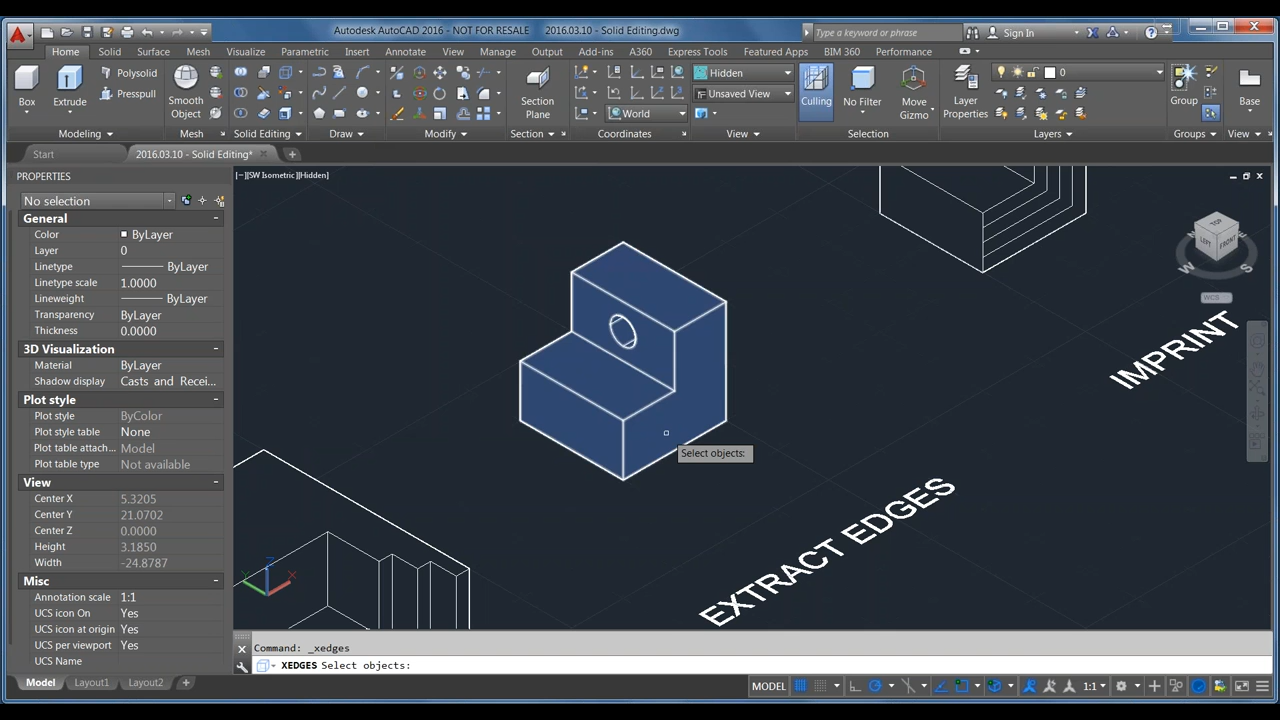 Autodesk AutoCAD 2016 - NOT FOR RESALE 2016.03.10 - Solid Editing.dwg
Type a keyword or phrase
Sign In
Home Solid Surface Mesh Visualize Parametric Insert Annotate View Manage Output Add-ins A360 Express Tools Featured Apps BIM 360 Performance
Box
Extrude
Polysolid
Presspull
Smooth Object
Section Plane
World
Hidden
Unsaved View
Culling
No Filter
Move Gizmo
Layer Properties
0
Group
Base
Modeling Mesh Solid Editing Draw Modify Section Coordinates View Selection Layers Groups View
Start 2016.03.10 - Solid Editing*
PROPERTIES
[−][SW Isometric][Hidden]
No selection
General
Color ByLayer
Layer 0
Linetype ByLayer
Linetype scale 1.0000
Lineweight ByLayer
Transparency ByLayer
Thickness 0.0000
3D Visualization
Material ByLayer
Shadow display Casts and Recei...
Plot style
Plot style ByColor
Plot style table None
Plot table attach... Model
Plot table type Not available
View
Center X 5.3205
Center Y 21.0702
Center Z 0.0000
Height 3.1850
Width -24.8787
Misc
Annotation scale 1:1
UCS icon On Yes
UCS icon at origin Yes
UCS per viewport Yes
UCS Name
TOP
LEFT FRONT
W S
WCS
IMPRINT
Select objects:
EXTRACT EDGES
Z
Y X
Command: _xedges
XEDGES Select objects:
Model Layout1 Layout2
MODEL 1:1